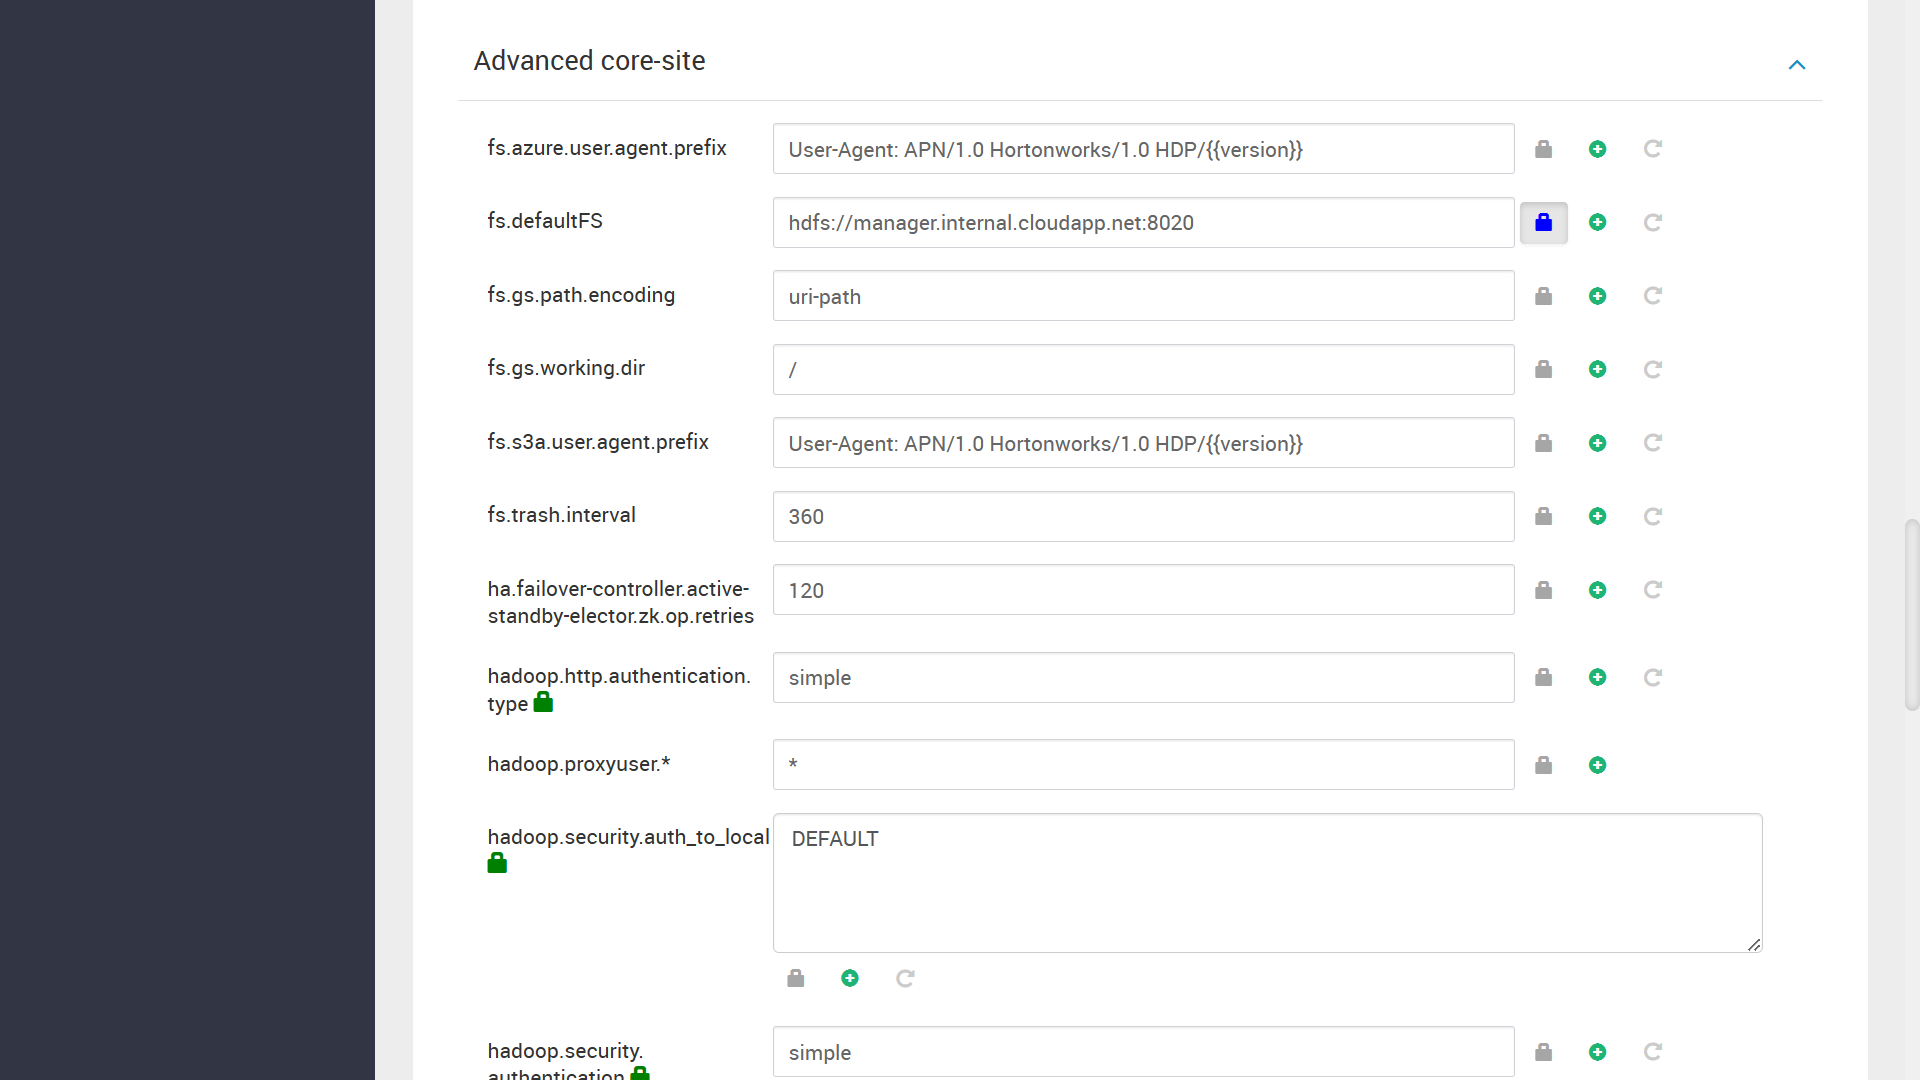 Advanced core-site
fs.azure.user.agent.prefix
User-Agent: APN/1.0 Hortonworks/1.0 HDP/{{version}}
fs.defaultFS
hdfs://manager.internal.cloudapp.net:8020
fs.gs.path.encoding
uri-path
fs.gs.working.dir
/
fs.s3a.user.agent.prefix
User-Agent: APN/1.0 Hortonworks/1.0 HDP/{{version}}
fs.trash.interval
360
ha.failover-controller.active-
standby-elector.zk.op.retries
120
hadoop.http.authentication.
type
simple
hadoop.proxyuser.*
*
hadoop.security.auth_to_local
DEFAULT
hadoop.security.
authentication
simple